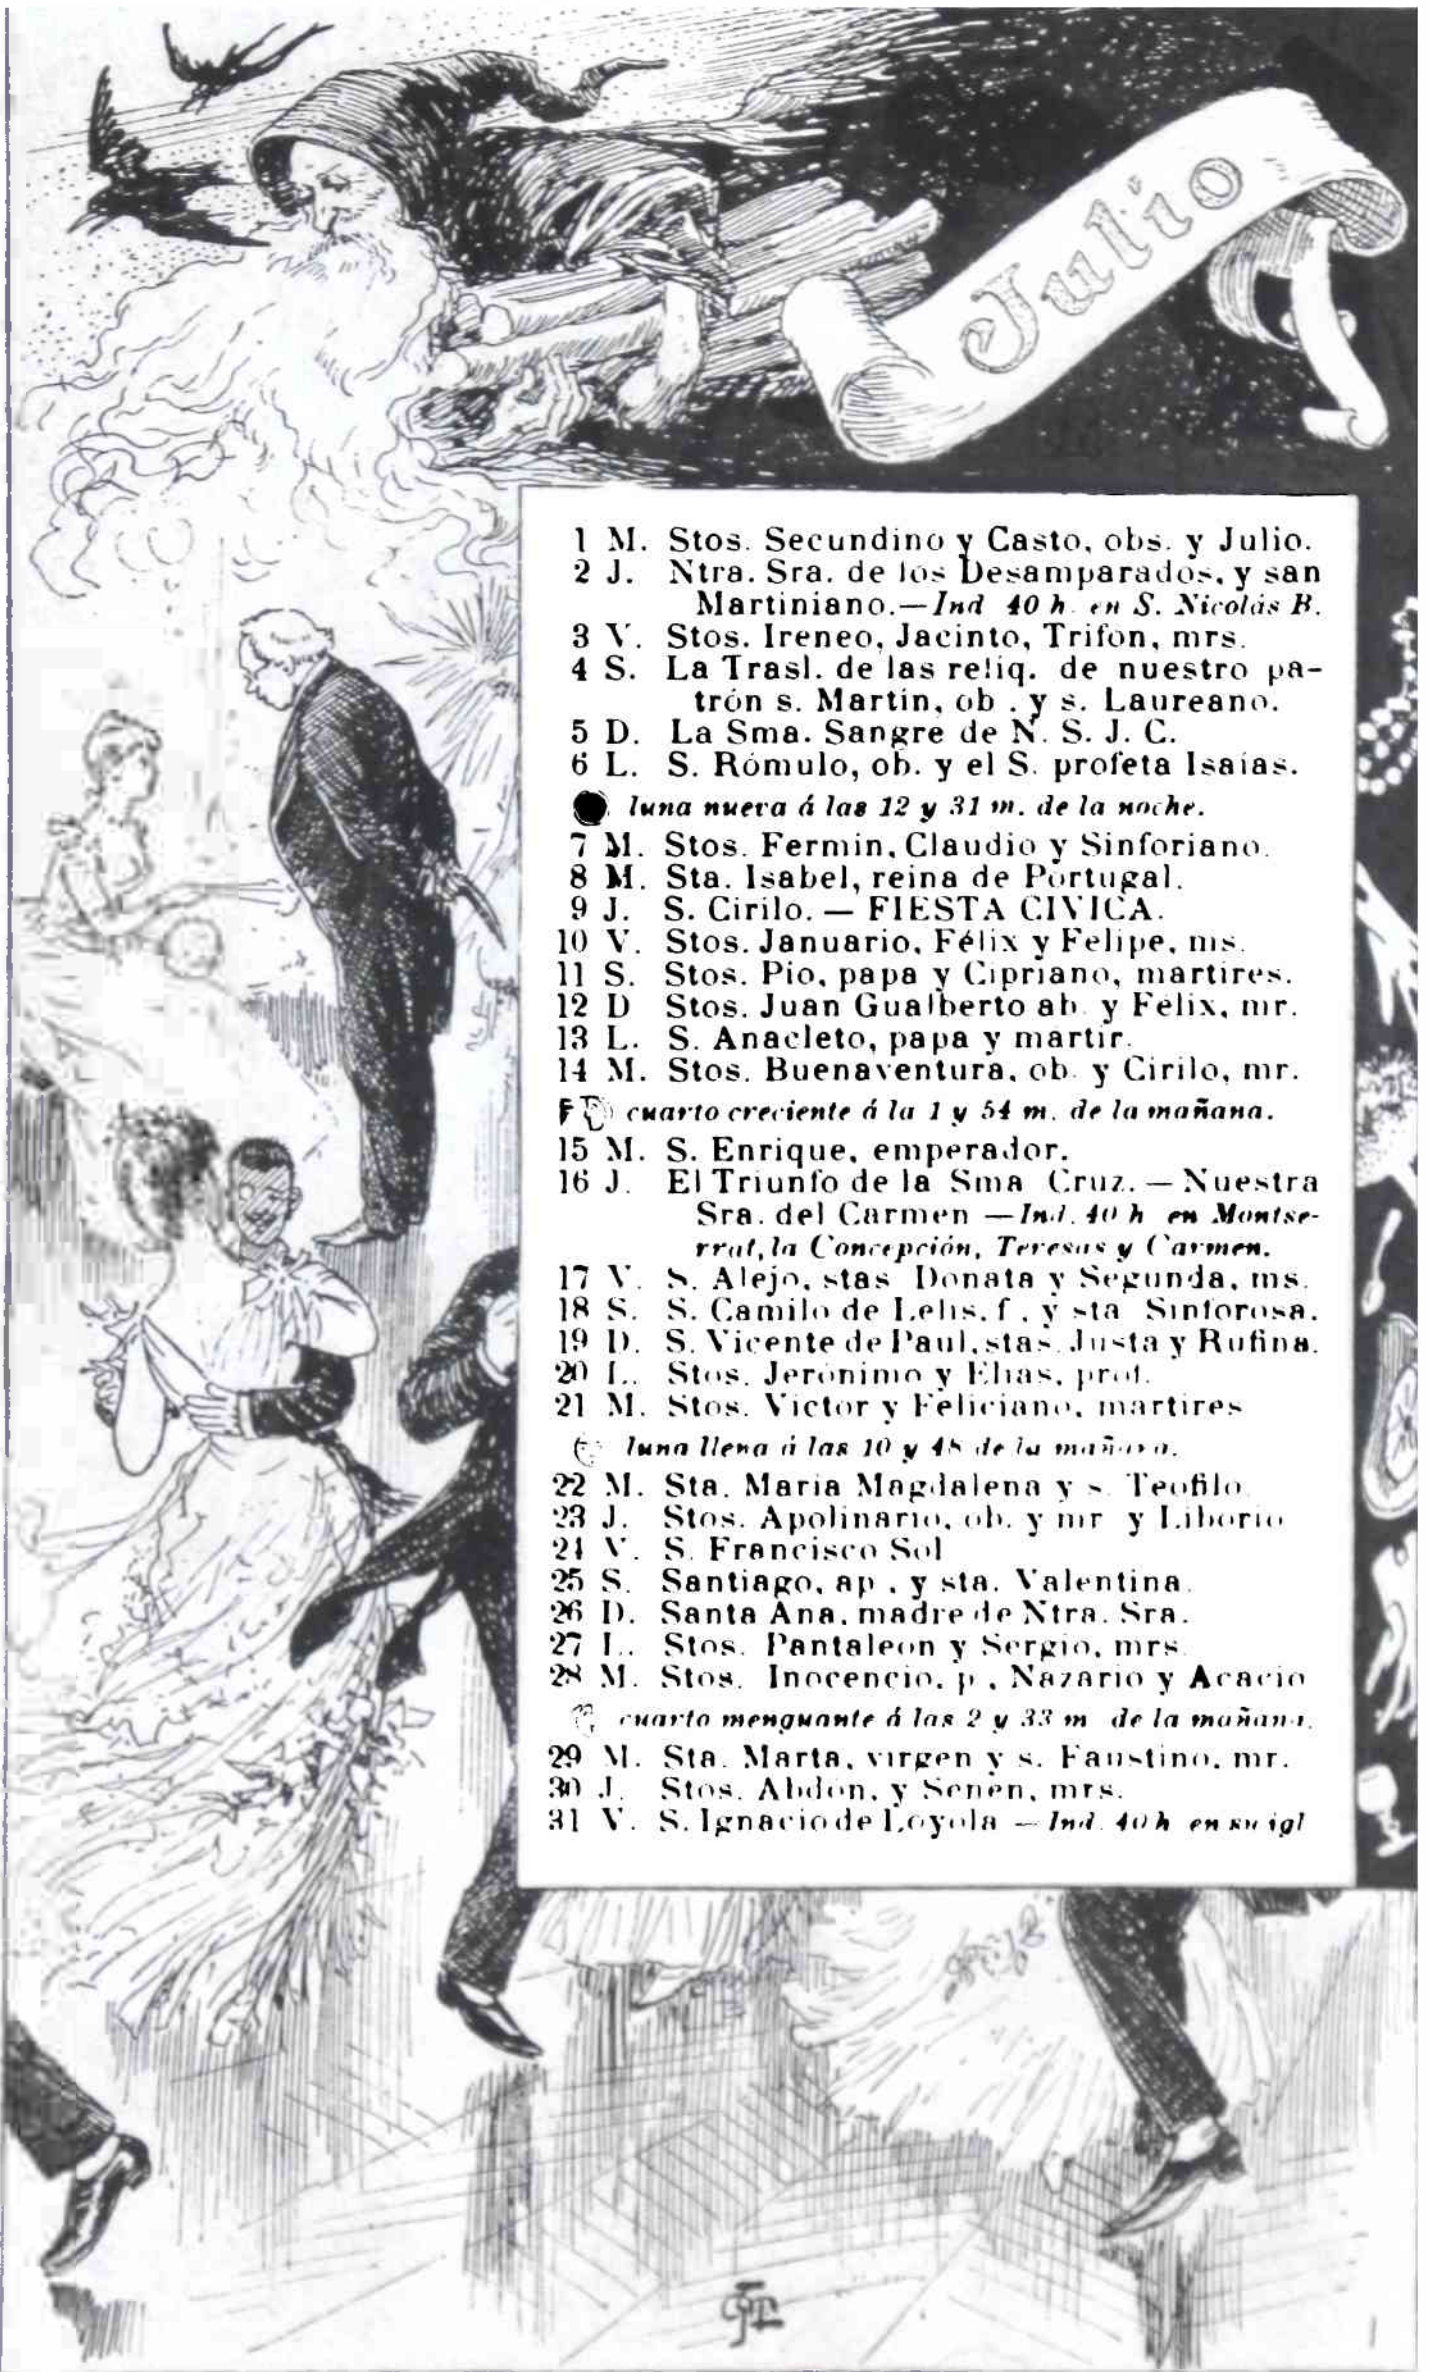 Julio
1 M. Stos. Secundino y Casto, obs. y Julio.
2 J. Ntra. Sra. de los Desamparados, y san
Martiniano.—Ind 40 h. en S. Nicolás B.
3 V. Stos. Ireneo, Jacinto, Trifon, mrs.
4 S. La Trasl. de las reliq. de nuestro pa-
trón s. Martin, ob. y s. Laureano.
5 D. La Sma. Sangre de N. S. J. C.
6 L. S. Rómulo, ob. y el S. profeta Isaías.
luna nueva á las 12 y 31 m. de la noche.
7 M. Stos. Fermin, Claudio y Sinforiano.
8 M. Sta. Isabel, reina de Portugal.
9 J. S. Cirilo. — FIESTA CIVICA.
10 V. Stos. Januario, Félix y Felipe, ms.
11 S. Stos. Pio, papa y Cipriano, martires.
12 D Stos. Juan Gualberto ab. y Félix, mr.
13 L. S. Anacleto, papa y martir.
14 M. Stos. Buenaventura, ob. y Cirilo, mr.
cuarto creciente á la 1 y 54 m. de la mañana.
15 M. S. Enrique, emperador.
16 J. El Triunfo de la Sma Cruz. — Nuestra
Sra. del Carmen —Ind. 40 h en Montse-
rrat, la Concepción, Teresas y Carmen.
17 V. S. Alejo, stas Donata y Segunda, ms.
18 S. S. Camilo de Lelis, f., y sta Sinforosa.
19 D. S. Vicente de Paul, stas. Justa y Rufina.
20 L. Stos. Jerónimo y Elias, prof.
21 M. Stos. Victor y Feliciano, martires
luna llena á las 10 y 48 de la mañana.
22 M. Sta. Maria Magdalena y s. Teofilo
23 J. Stos. Apolinario, ob. y mr y Liborio
24 V. S. Francisco Sol
25 S. Santiago, ap., y sta. Valentina.
26 D. Santa Ana, madre de Ntra. Sra.
27 L. Stos. Pantaleon y Sergio, mrs
28 M. Stos. Inocencio, p., Nazario y Acacio
cuarto menguante á las 2 y 33 m de la mañana.
29 M. Sta. Marta, virgen y s. Faustino, mr.
30 J. Stos. Abdón, y Senén, mrs.
31 V. S. Ignacio de Loyola — Ind. 40 h en su igl